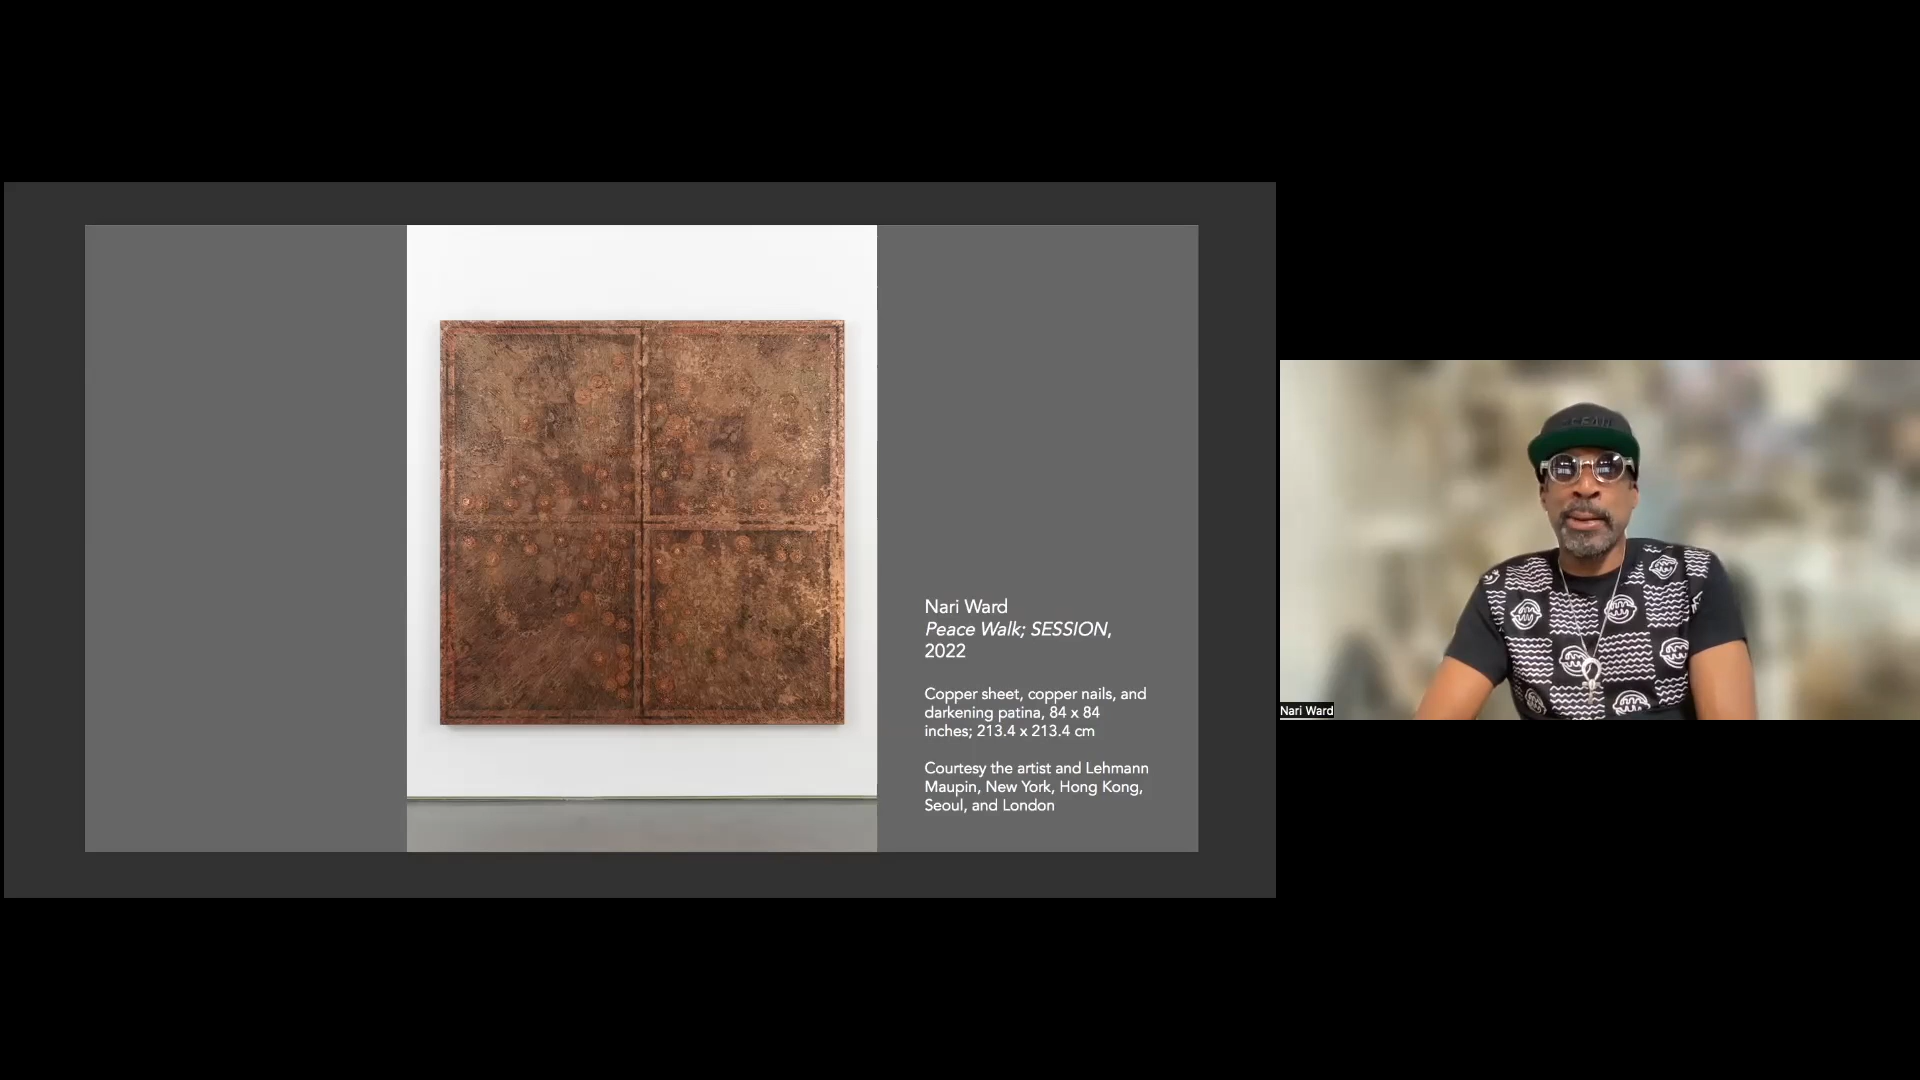 Nari Ward
Peace Walk; SESSION,
2022
Copper sheet, copper nails, and
darkening patina, 84 x 84
inches; 213.4 x 213.4 cm
Courtesy the artist and Lehmann
Maupin, New York, Hong Kong,
Seoul, and London
Nari Ward